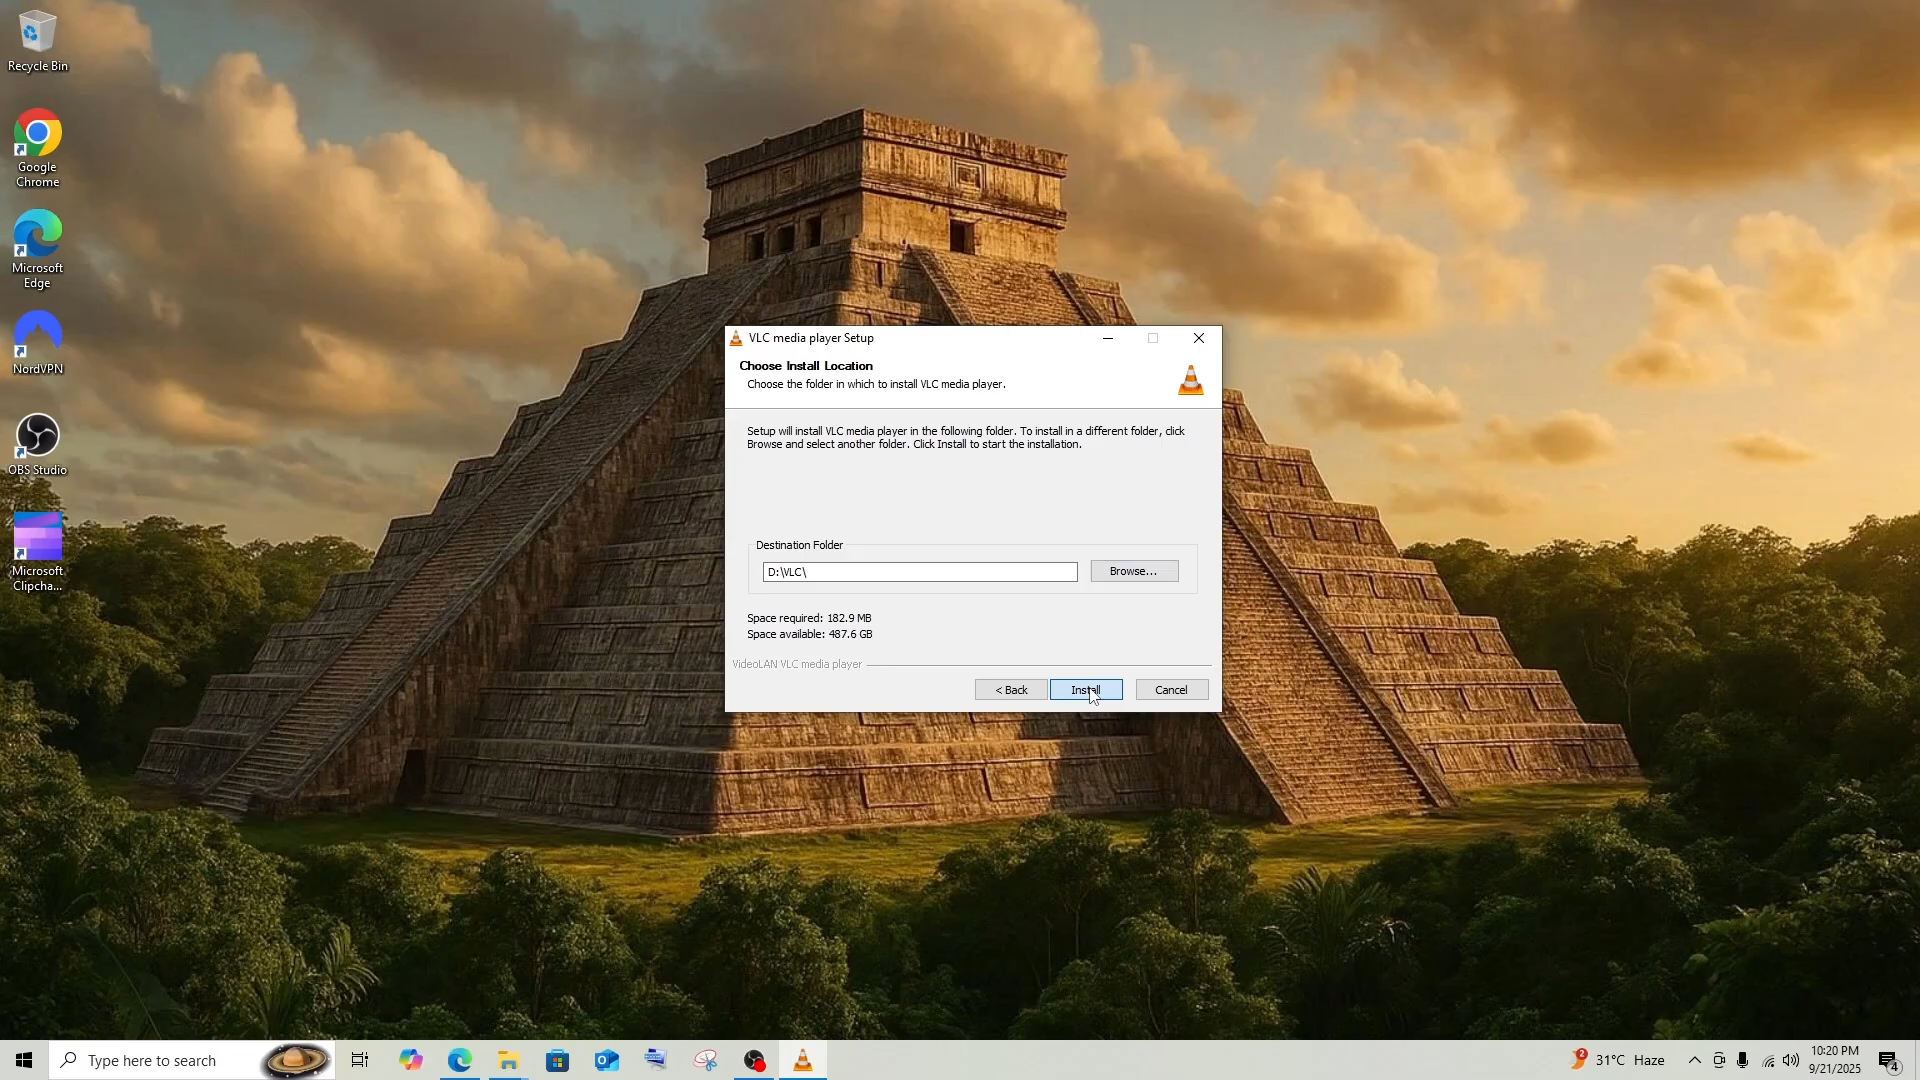 Recycle Bin
Google
Chrome
Microsoft
Edge
NordVPN
OBS Studio
Microsoft
Clipcha...
VLC media player Setup
Choose Install Location
Choose the folder in which to install VLC media player.
Setup will install VLC media player in the following folder. To install in a different folder, click
Browse and select another folder. Click Install to start the installation.
Destination Folder
D:\VLC\
Browse...
Space required: 182.9 MB
Space available: 487.6 GB
VideoLAN VLC media player
< Back
Install
Cancel
Type here to search
2
31°C Haze
10:20 PM
9/21/2025
4